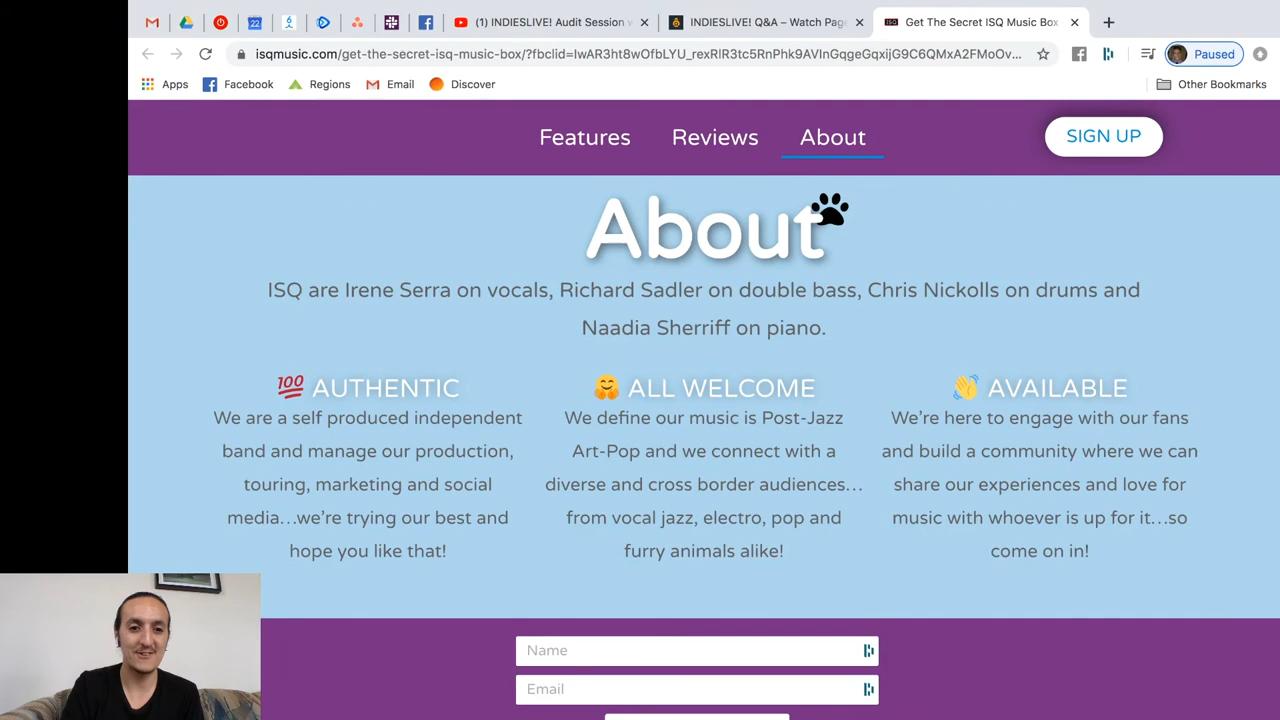 22
6
(1) INDIESLIVE! Audit Session w
INDIESLIVE! Q&A – Watch Page
ISQ
Get The Secret ISQ Music Box
isqmusic.com/get-the-secret-isq-music-box/?fbclid=IwAR3ht8wOfbLYU_rexRlR3tc5RnPhk9AVInGqgeGqxijG9C6QMxA2FMoOv...
Paused
Apps
Facebook
Regions
Email
Discover
Other Bookmarks
Features
Reviews
About
SIGN UP
About
ISQ are Irene Serra on vocals, Richard Sadler on double bass, Chris Nickolls on drums and
Naadia Sherriff on piano.
100 AUTHENTIC
We are a self produced independent
band and manage our production,
touring, marketing and social
media…we're trying our best and
hope you like that!
ALL WELCOME
We define our music is Post-Jazz
Art-Pop and we connect with a
diverse and cross border audiences…
from vocal jazz, electro, pop and
furry animals alike!
AVAILABLE
We're here to engage with our fans
and build a community where we can
share our experiences and love for
music with whoever is up for it…so
come on in!
Name
Email